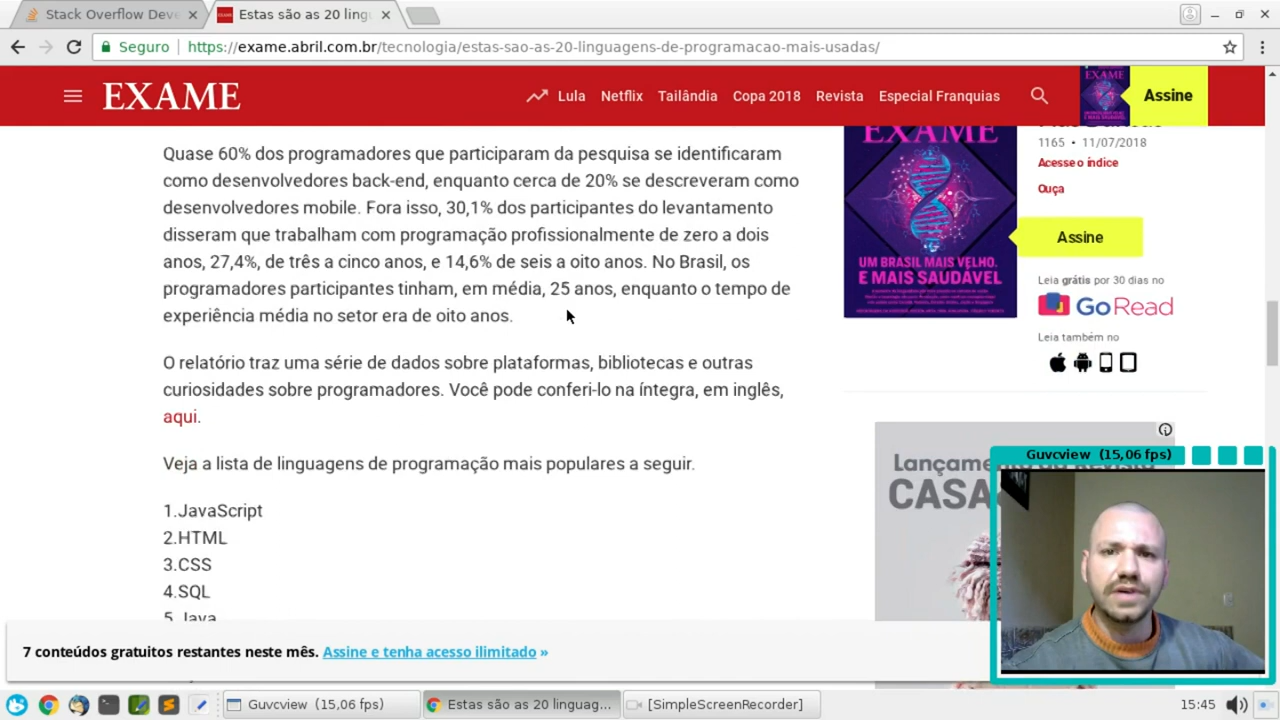 Stack Overflow Deve
Estas são as 20 ling
Seguro
https://exame.abril.com.br/tecnologia/estas-sao-as-20-linguagens-de-programacao-mais-usadas/
EXAME
Lula
Netflix
Tailândia
Copa 2018
Revista
Especial Franquias
EXAME
Assine
Quase 60% dos programadores que participaram da pesquisa se identificaram
como desenvolvedores back-end, enquanto cerca de 20% se descreveram como
desenvolvedores mobile. Fora isso, 30,1% dos participantes do levantamento
disseram que trabalham com programação profissionalmente de zero a dois
anos, 27,4%, de três a cinco anos, e 14,6% de seis a oito anos. No Brasil, os
programadores participantes tinham, em média, 25 anos, enquanto o tempo de
experiência média no setor era de oito anos.
O relatório traz uma série de dados sobre plataformas, bibliotecas e outras
curiosidades sobre programadores. Você pode conferi-lo na íntegra, em inglês,
aqui.
Veja a lista de linguagens de programação mais populares a seguir.
1.JavaScript
2.HTML
3.CSS
4.SQL
5.Java
EXAME
UM BRASIL MAIS VELHO.
E MAIS SAUDÁVEL
1165 • 11/07/2018
Acesse o índice
Ouça
Assine
Leia grátis por 30 dias no
GoRead
Leia também no
Lançamento
CASA
Guvcview (15,06 fps)
7 conteúdos gratuitos restantes neste mês. Assine e tenha acesso ilimitado »
Guvcview (15,06 fps)
Estas são as 20 linguag...
[SimpleScreenRecorder]
15:45